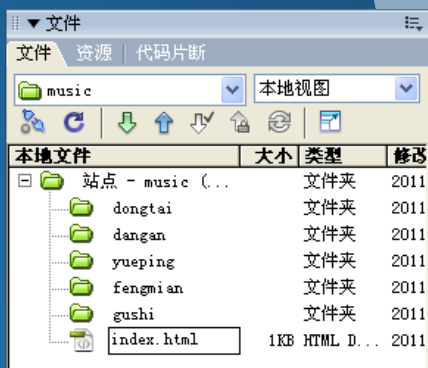 文件
文件 资源 代码片断
music 本地视图
本地文件 大小 类型 修改
站点 - music (... 文件夹 2011
dongtai 文件夹 2011
dangan 文件夹 2011
yueping 文件夹 2011
fengmian 文件夹 2011
gushi 文件夹 2011
index.html 1KB HTML D... 2011